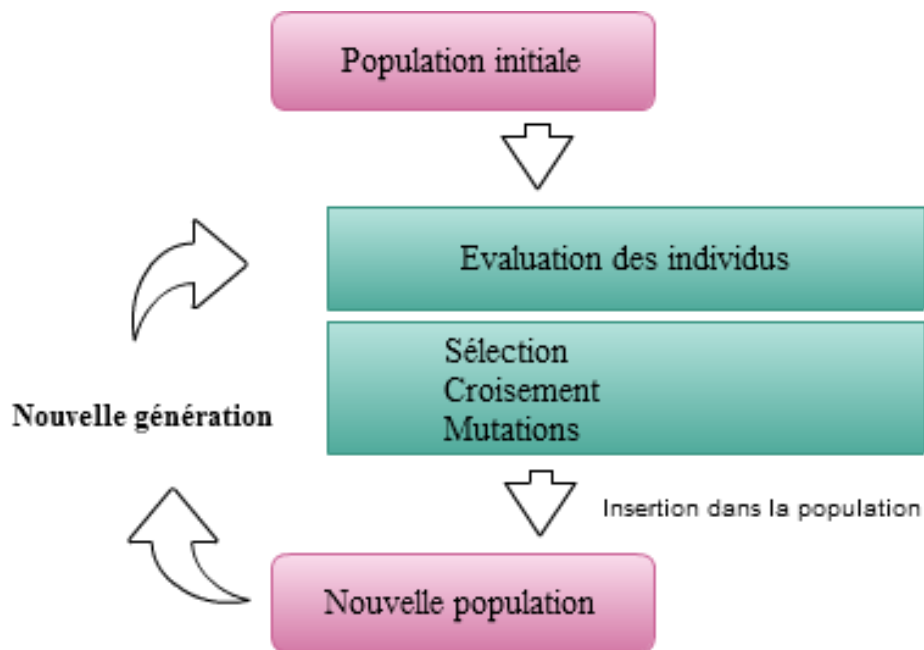 Population initiale
Evaluation des individus
Sélection
Croisement
Mutations
Nouvelle génération
Insertion dans la population
Nouvelle population